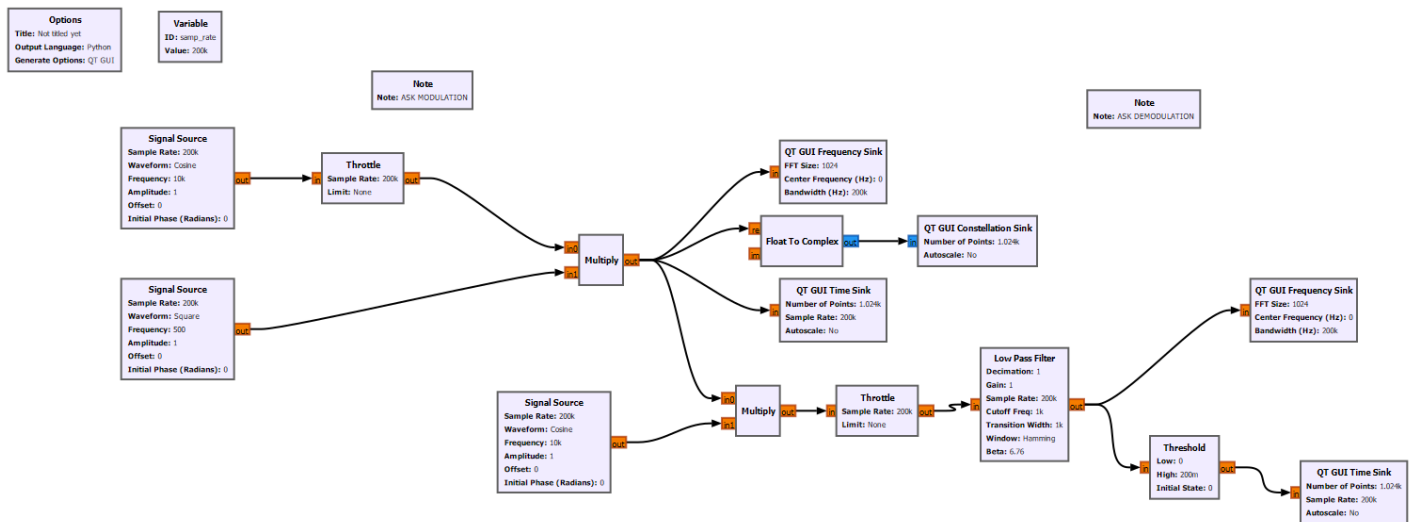 Options
Title: Not titled yet
Output Language: Python
Generate Options: QT GUI
Variable
ID: samp_rate
Value: 200k
Note
Note: ASK MODULATION
Note
Note: ASK DEMODULATION
Signal Source
Sample Rate: 200k
Waveform: Cosine
Frequency: 10k
Amplitude: 1
Offset: 0
Initial Phase (Radians): 0
out
in
Throttle
Sample Rate: 200k
Limit: None
out
Signal Source
Sample Rate: 200k
Waveform: Square
Frequency: 500
Amplitude: 1
Offset: 0
Initial Phase (Radians): 0
out
in0
in1
Multiply
out
in
QT GUI Frequency Sink
FFT Size: 1024
Center Frequency (Hz): 0
Bandwidth (Hz): 200k
re
im
Float To Complex
out
in
QT GUI Constellation Sink
Number of Points: 1.024k
Autoscale: No
in
QT GUI Time Sink
Number of Points: 1.024k
Sample Rate: 200k
Autoscale: No
Signal Source
Sample Rate: 200k
Waveform: Cosine
Frequency: 10k
Amplitude: 1
Offset: 0
Initial Phase (Radians): 0
out
in0
in1
Multiply
out
in
Throttle
Sample Rate: 200k
Limit: None
out
in
Low Pass Filter
Decimation: 1
Gain: 1
Sample Rate: 200k
Cutoff Freq: 1k
Transition Width: 1k
Window: Hamming
Beta: 6.76
out
in
QT GUI Frequency Sink
FFT Size: 1024
Center Frequency (Hz): 0
Bandwidth (Hz): 200k
in
Threshold
Low: 0
High: 200m
Initial State: 0
out
in
QT GUI Time Sink
Number of Points: 1.024k
Sample Rate: 200k
Autoscale: No